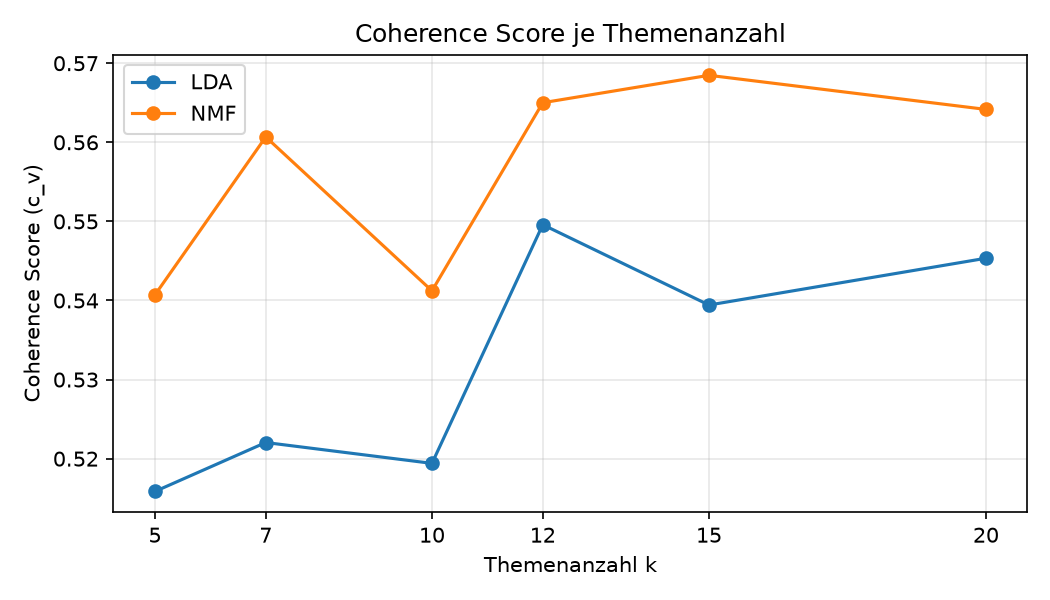 Coherence Score je Themenanzahl
LDA
NMF
Coherence Score (c_v)
0.57
0.56
0.55
0.54
0.53
0.52
5 7 10 12 15 20
Themenanzahl k